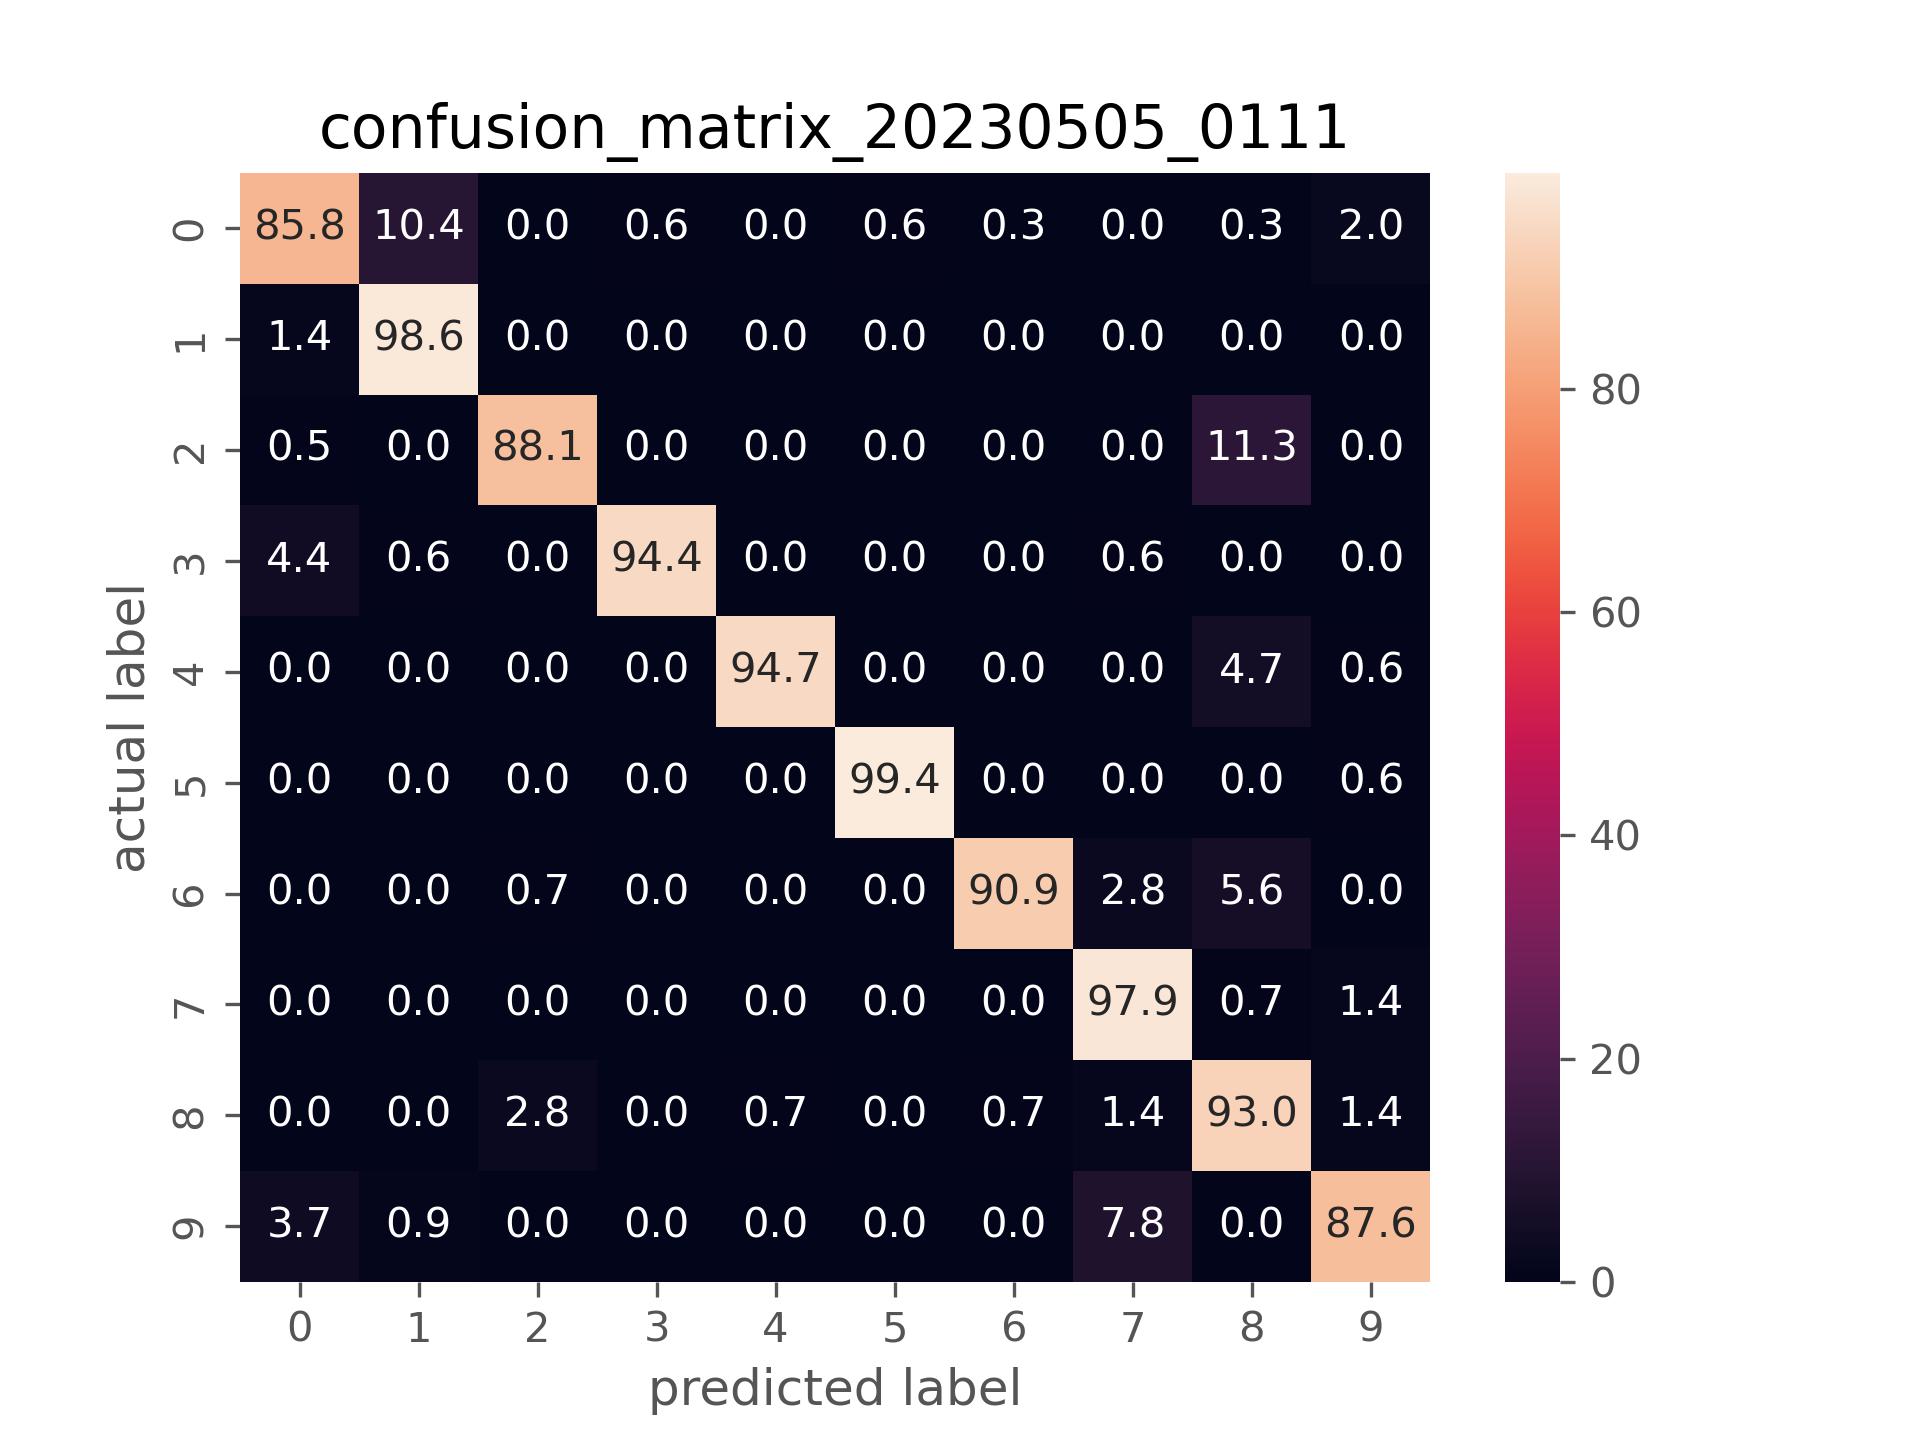 confusion_matrix_20230505_0111
0 85.8 10.4 0.0 0.6 0.0 0.6 0.3 0.0 0.3 2.0
1 1.4 98.6 0.0 0.0 0.0 0.0 0.0 0.0 0.0 0.0
80
2 0.5 0.0 88.1 0.0 0.0 0.0 0.0 0.0 11.3 0.0
3 4.4 0.6 0.0 94.4 0.0 0.0 0.0 0.6 0.0 0.0
60
4 0.0 0.0 0.0 0.0 94.7 0.0 0.0 0.0 4.7 0.6
actual label
5 0.0 0.0 0.0 0.0 0.0 99.4 0.0 0.0 0.0 0.6
40
6 0.0 0.0 0.7 0.0 0.0 0.0 90.9 2.8 5.6 0.0
7 0.0 0.0 0.0 0.0 0.0 0.0 0.0 97.9 0.7 1.4
20
8 0.0 0.0 2.8 0.0 0.7 0.0 0.7 1.4 93.0 1.4
9 3.7 0.9 0.0 0.0 0.0 0.0 0.0 7.8 0.0 87.6
0
0 1 2 3 4 5 6 7 8 9
predicted label